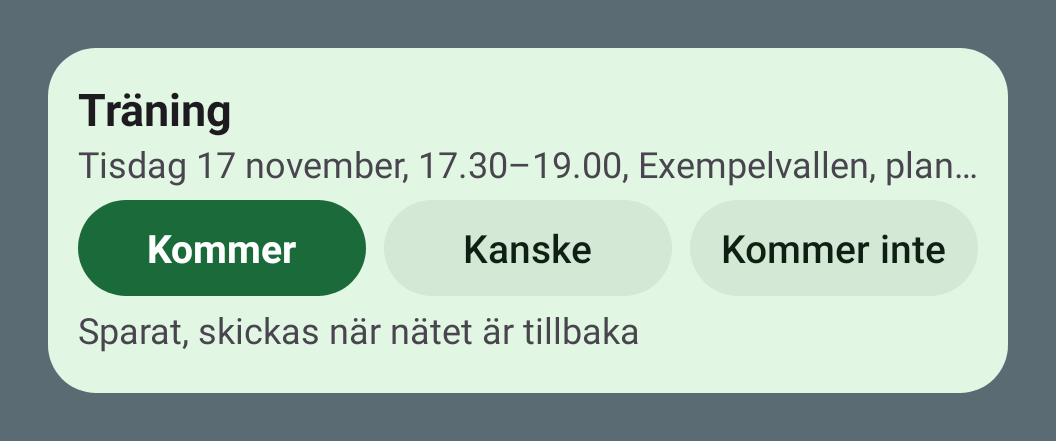 Träning
Tisdag 17 november, 17.30–19.00, Exempelvallen, plan…
Kommer
Kanske
Kommer inte
Sparat, skickas när nätet är tillbaka